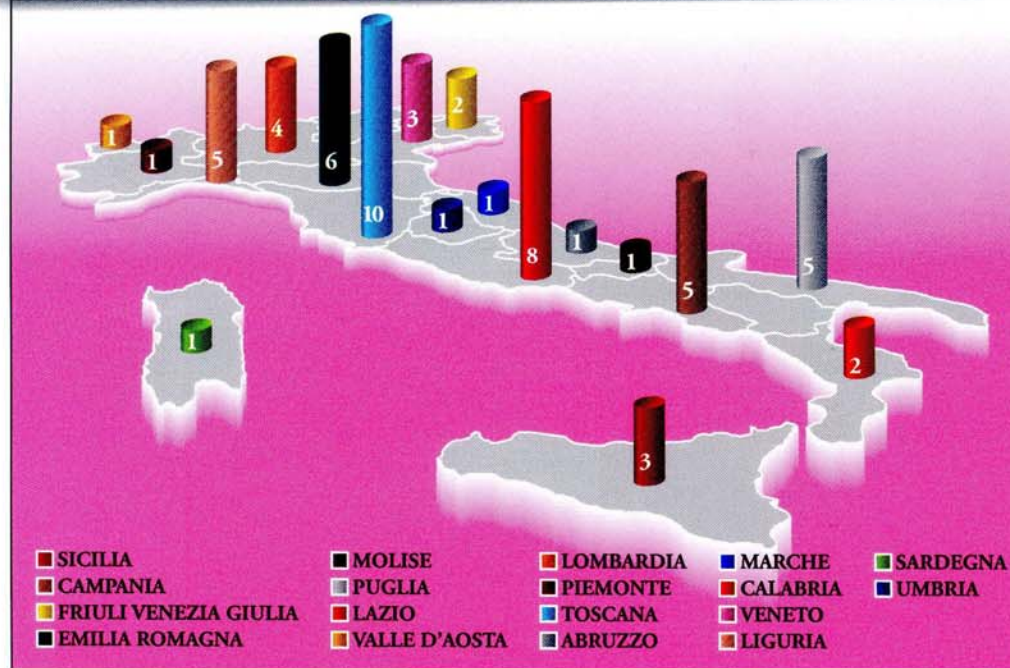 1
1
5
4
6
10
3
2
1
1
8
1
1
5
5
1
2
3
SICILIA
CAMPANIA
FRIULI VENEZIA GIULIA
EMILIA ROMAGNA
MOLISE
PUGLIA
LAZIO
VALLE D'AOSTA
LOMBARDIA
PIEMONTE
TOSCANA
ABRUZZO
MARCHE
CALABRIA
VENETO
LIGURIA
SARDEGNA
UMBRIA